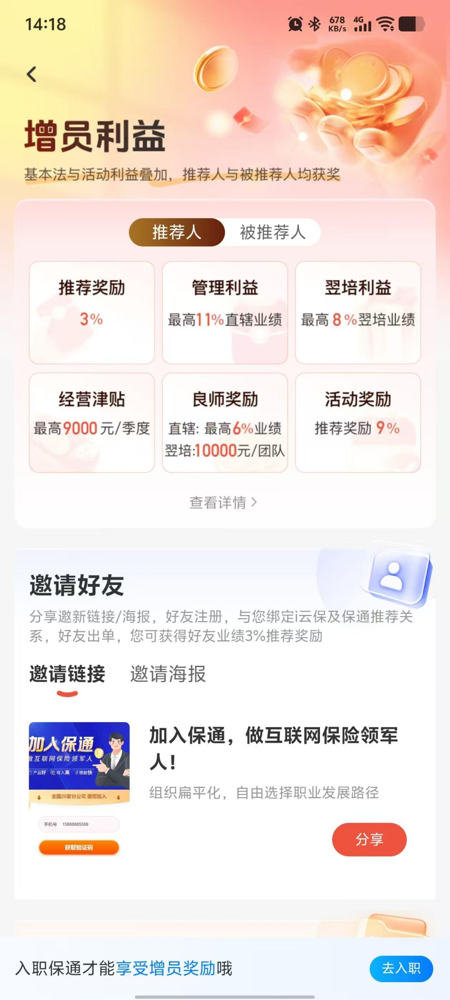 14:18
678
KB/s
4G
增员利益
基本法与活动利益叠加，推荐人与被推荐人均获奖
推荐人
被推荐人
推荐奖励
3%
管理利益
最高11%直辖业绩
翌培利益
最高8%翌培业绩
经营津贴
最高9000元/季度
良师奖励
直辖: 最高6%业绩
翌培:10000元/团队
活动奖励
推荐奖励 9%
查看详情
邀请好友
分享邀新链接/海报，好友注册，与您绑定i云保及保通推荐关
系，好友出单，您可获得好友业绩3%推荐奖励
邀请链接
邀请海报
加入保通
做互联网保险领军人
产品好 收入高 理赔快
全国20家分公司 邀您加入
手机号 15888885588
获取验证码
加入保通，做互联网保险领军
人！
组织扁平化，自由选择职业发展路径
分享
入职保通才能享受增员奖励哦
去入职